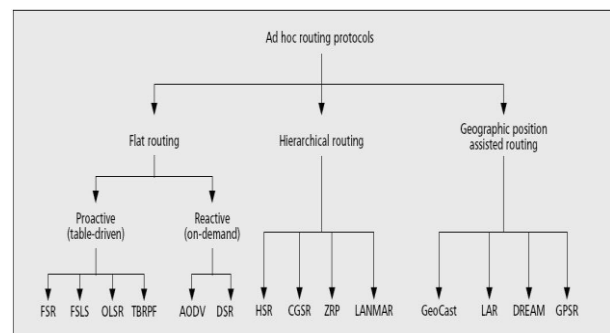 Ad hoc routing protocols
Flat routing
Hierarchical routing
Geographic position
assisted routing
Proactive
(table-driven)
Reactive
(on-demand)
FSR FSLS OLSR TBRPF AODV DSR HSR CGSR ZRP LANMAR GeoCast LAR DREAM GPSR